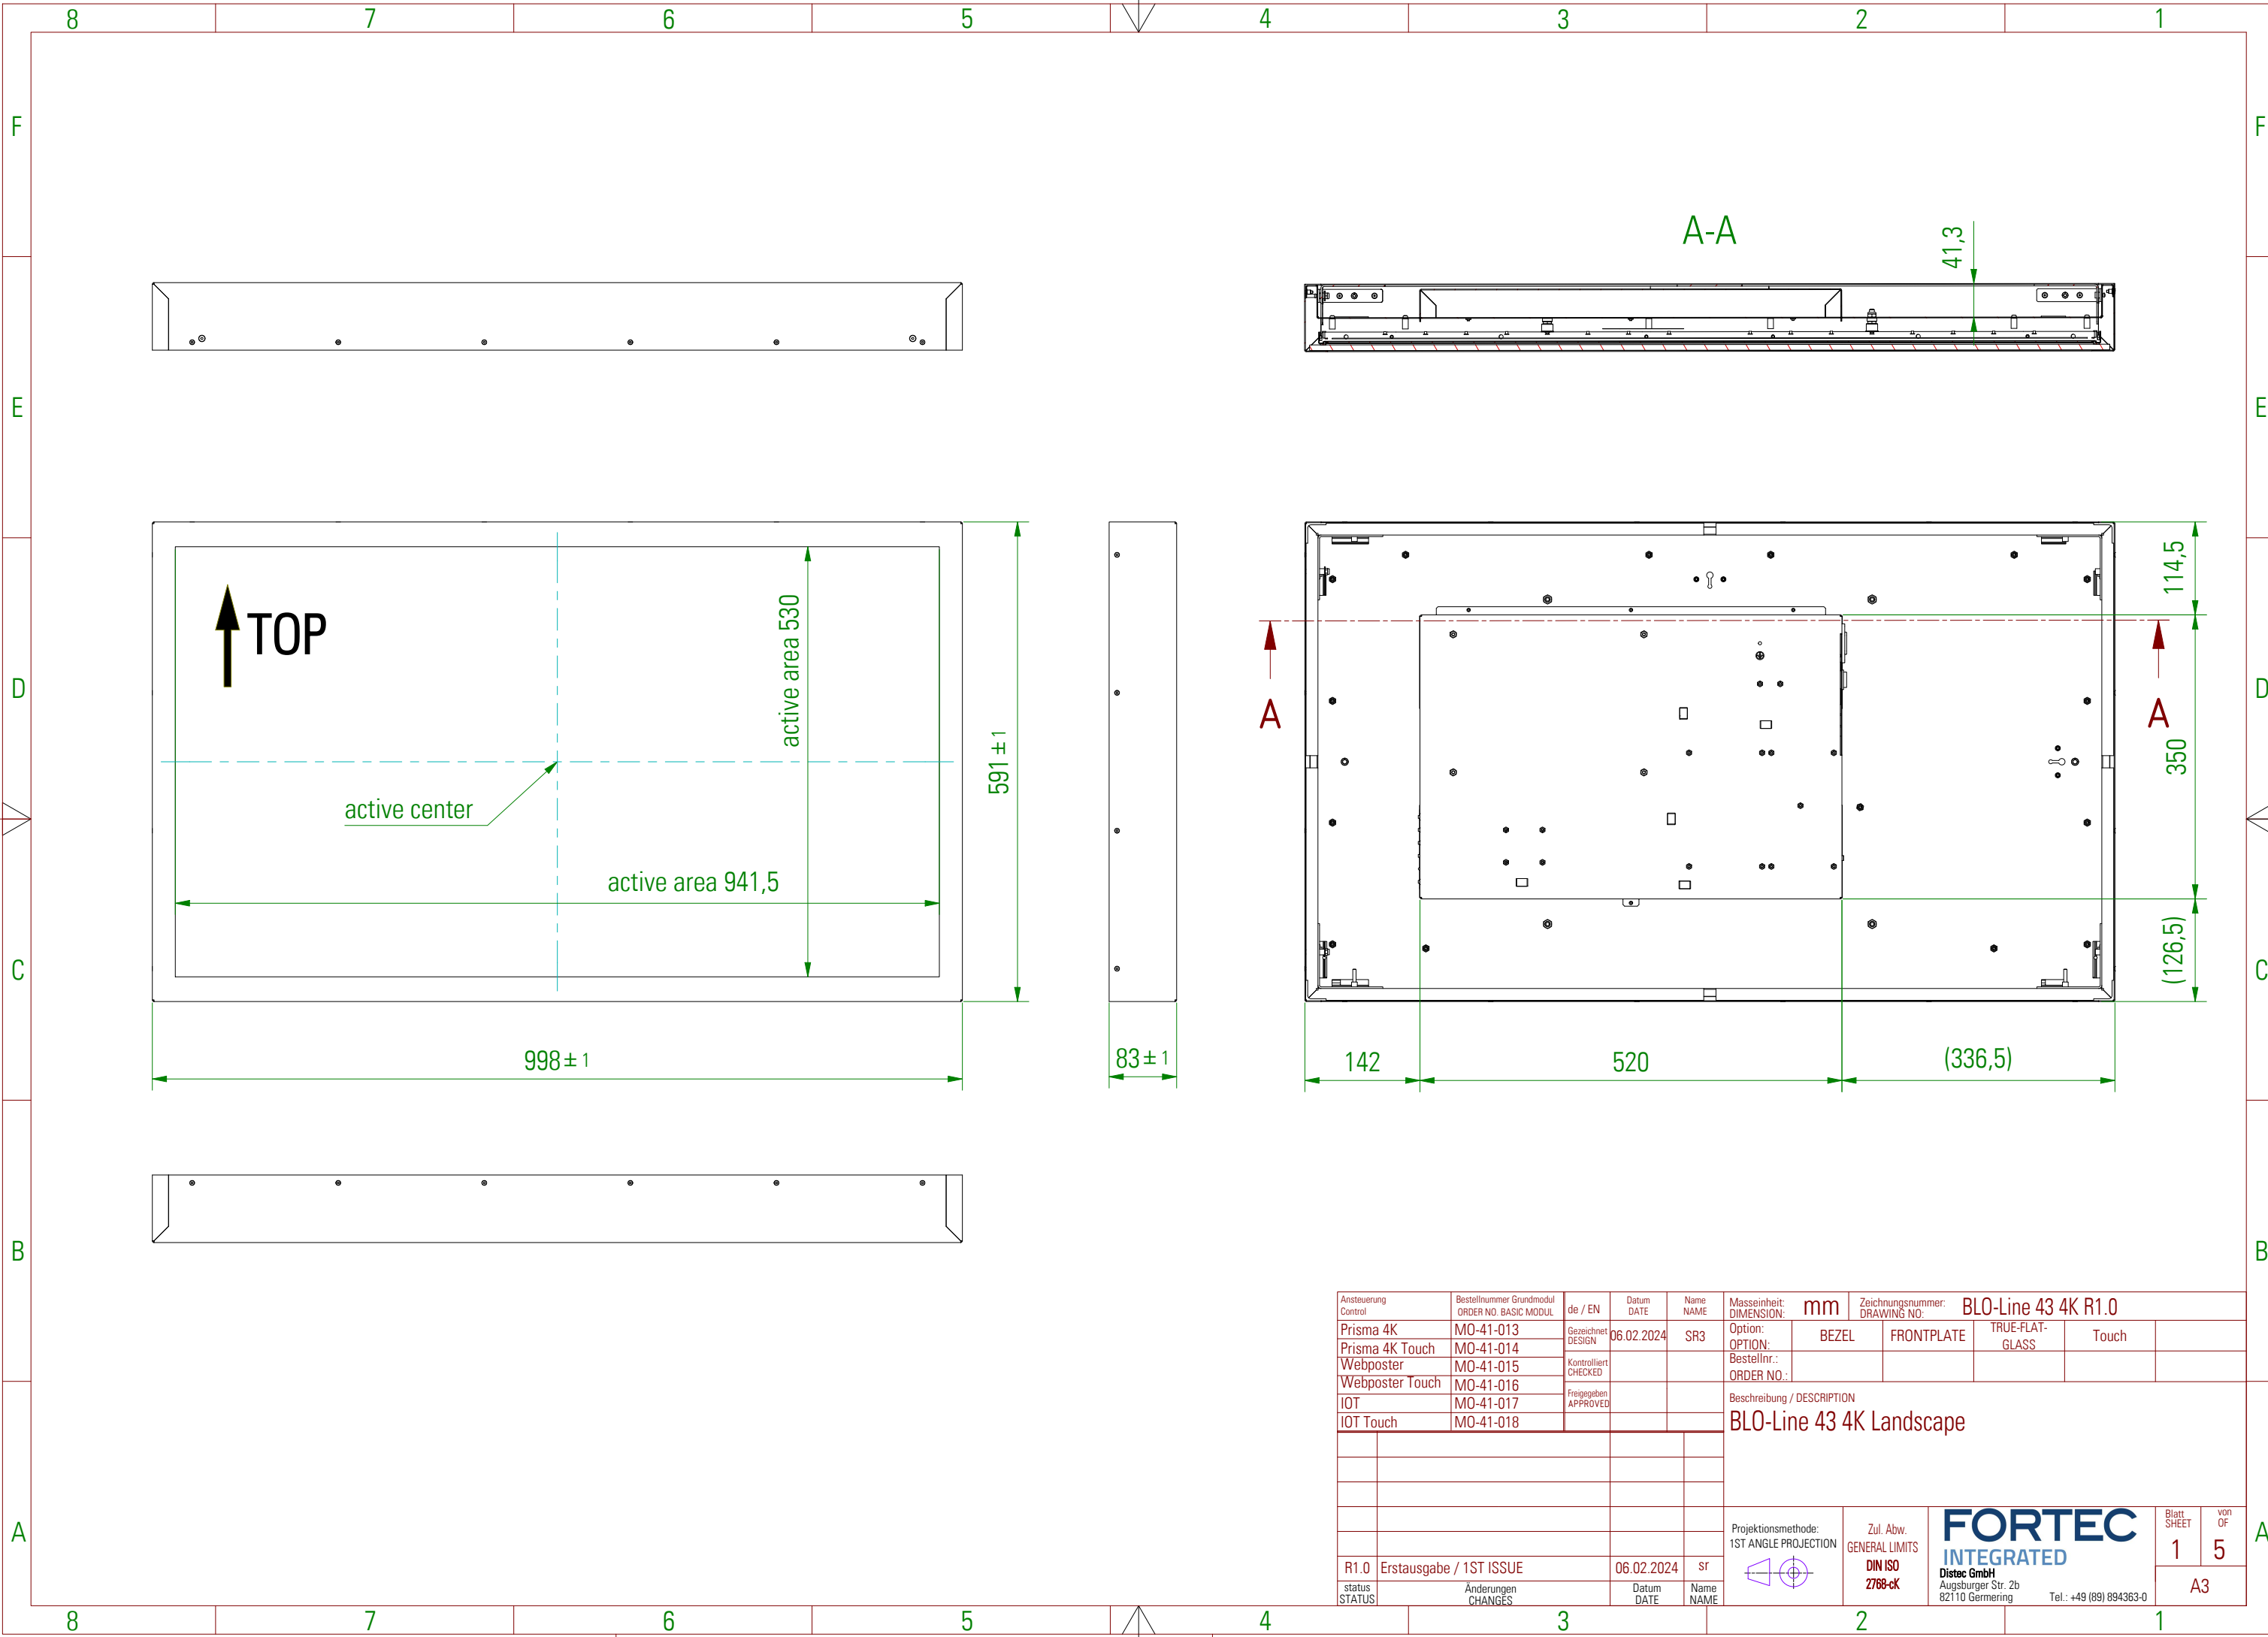 8 7 6 5 4 3 2 1
F F
A-A
41,3
E E
TOP
active area 530
591±1
114,5
D D
A A
350
active center
active area 941,5
(126,5)
C C
998±1
83±1
142
520
(336,5)
B B
Ansteuerung
Control
Bestellnummer Grundmodul
ORDER NO. BASIC MODUL
de / EN
Datum
DATE
Name
NAME
Masseinheit:
DIMENSION:
mm
Zeichnungsnummer:
DRAWING NO:
BLO-Line 43 4K R1.0
Prisma 4K MO-41-013
Prisma 4K Touch MO-41-014
Webposter MO-41-015
Webposter Touch MO-41-016
IOT MO-41-017
IOT Touch MO-41-018
Gezeichnet
DESIGN
06.02.2024
SR3
Kontrolliert
CHECKED
Freigegeben
APPROVED
Option:
OPTION:
BEZEL
FRONTPLATE
TRUE-FLAT-
GLASS
Touch
Bestellnr.:
ORDER NO.:
Beschreibung / DESCRIPTION
BLO-Line 43 4K Landscape
A A
R1.0 Erstausgabe / 1ST ISSUE 06.02.2024 sr
status
STATUS
Änderungen
CHANGES
Datum
DATE
Name
NAME
Projektionsmethode:
1ST ANGLE PROJECTION
Zul. Abw.
GENERAL LIMITS
DIN ISO
2768-cK
FORTEC
INTEGRATED
Distec GmbH
Augsburger Str. 2b
82110 Germering Tel.: +49 (89) 894363-0
Blatt
SHEET
1
von
OF
5
A3
8 7 6 5 4 3 2 1